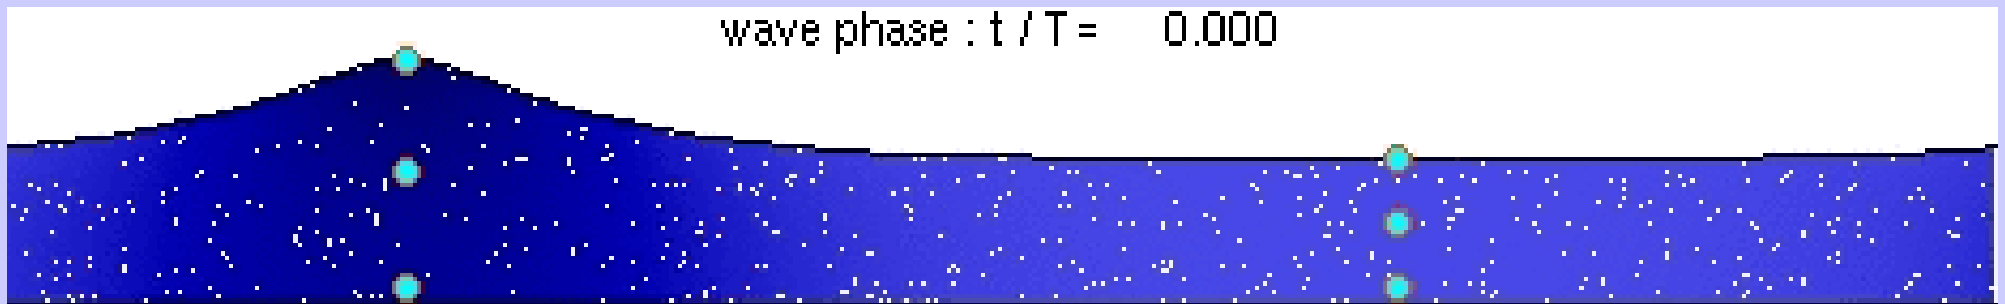 wave phase : t / T = 0.000